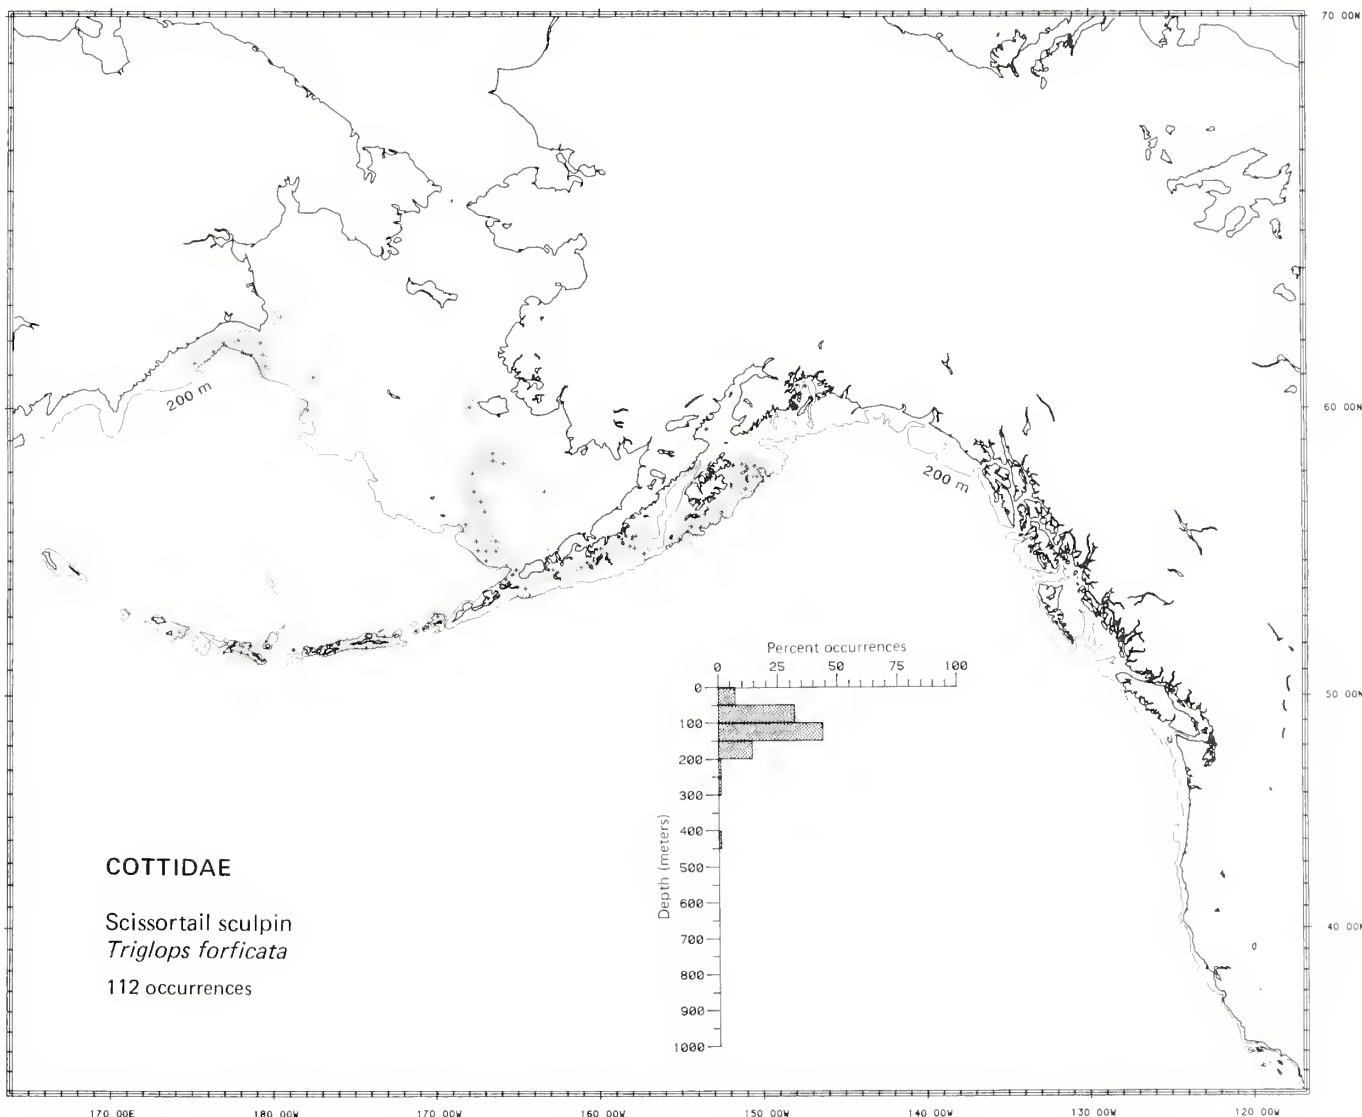 70 00N
200 m
60 00N
200 m
Percent occurrences
0 25 50 75 100
0
50 00N
100
200
300
400
500
600
700
800
900
1000
Depth (meters)
40 00N
COTTIDAE
Scissortail sculpin
Triglops forficata
112 occurrences
170 00E 180 00W 170 00W 160 00W 150 00W 140 00W 130 00W 120 00W